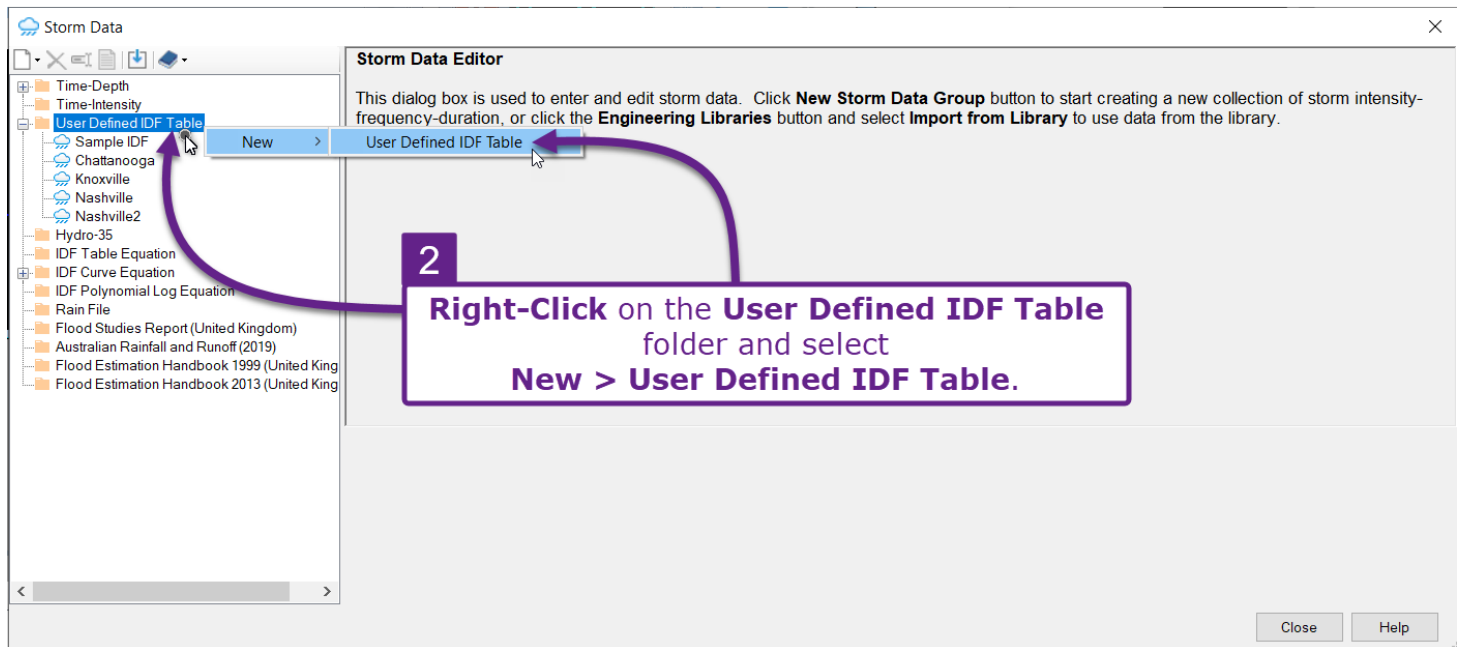 Storm Data
Storm Data Editor
This dialog box is used to enter and edit storm data. Click New Storm Data Group button to start creating a new collection of storm intensity-
frequency-duration, or click the Engineering Libraries button and select Import from Library to use data from the library.
Time-Depth
Time-Intensity
User Defined IDF Table
Sample IDF
Chattanooga
Knoxville
Nashville
Nashville2
Hydro-35
IDF Table Equation
IDF Curve Equation
IDF Polynomial Log Equation
Rain File
Flood Studies Report (United Kingdom)
Australian Rainfall and Runoff (2019)
Flood Estimation Handbook 1999 (United King
Flood Estimation Handbook 2013 (United King
New >
User Defined IDF Table
2
Right-Click on the User Defined IDF Table
folder and select
New > User Defined IDF Table.
Close
Help